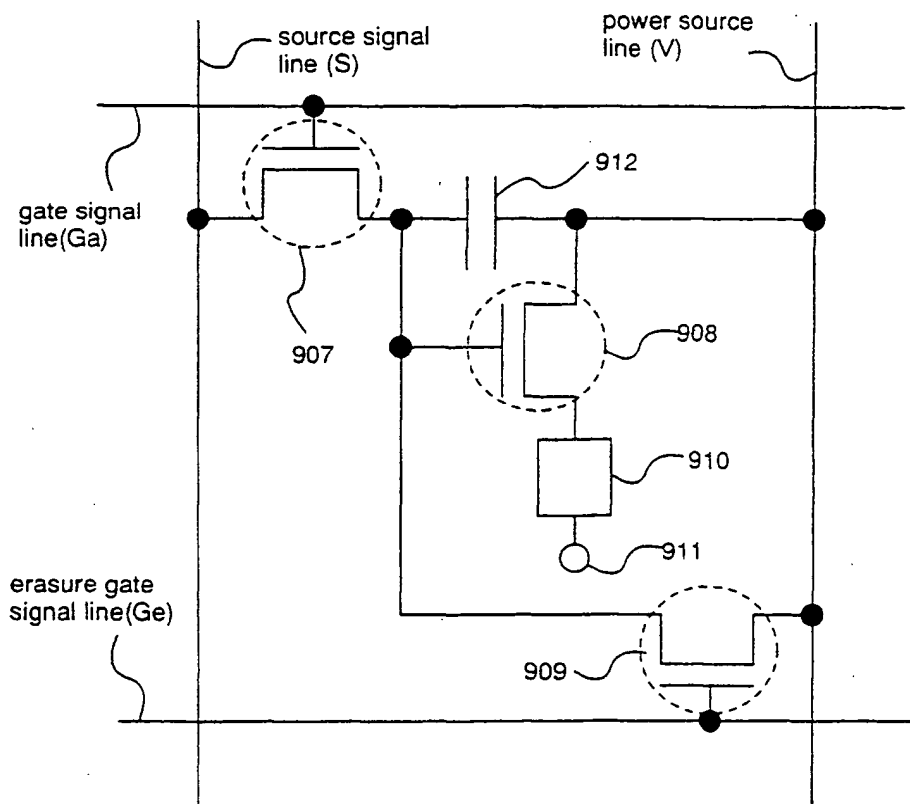 source signal
line (S)
power source
line (V)
912
gate signal
line(Ga)
907
908
910
911
erasure gate
signal line(Ge)
909